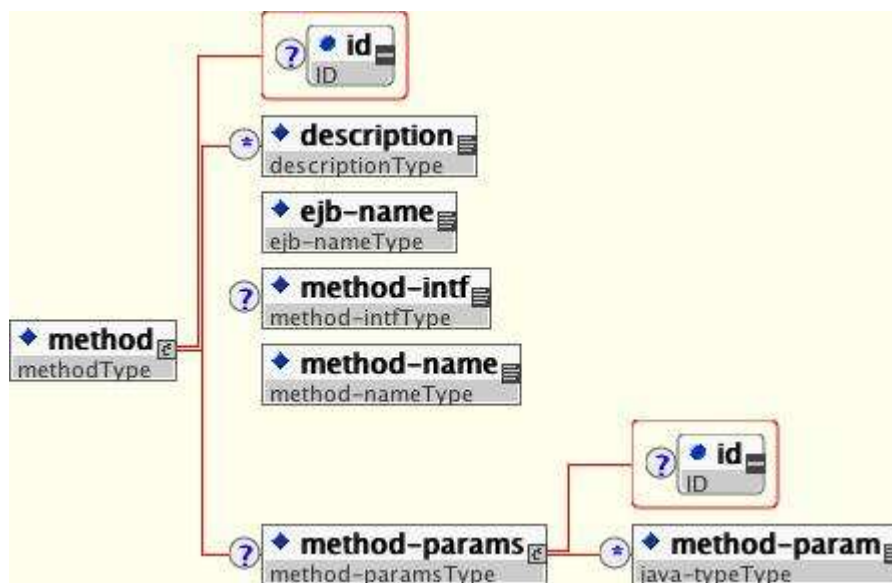 ? id
ID
* description
descriptionType
ejb-name
ejb-nameType
? method-intf
method-intfType
method
methodType
method-name
method-nameType
? id
ID
? method-params
method-paramsType
* method-param
java-typeType